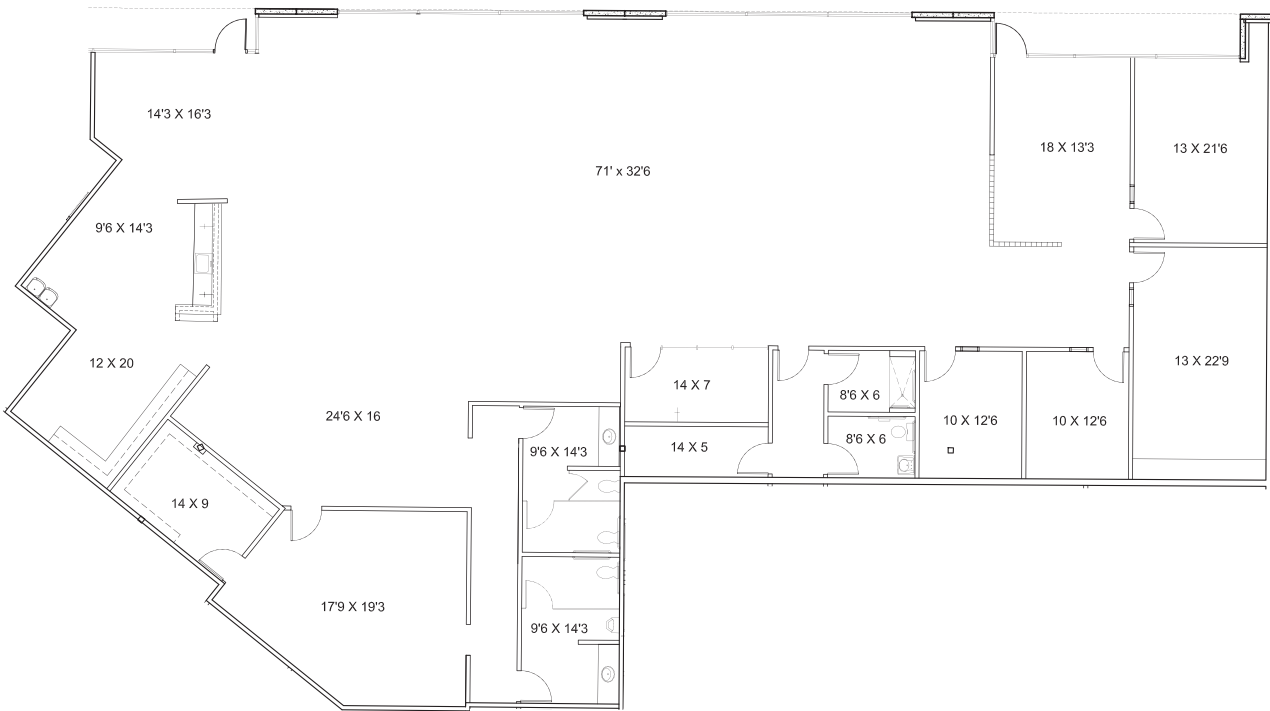 14'3 X 16'3
18 X 13'3
13 X 21'6
71' x 32'6
9'6 X 14'3
12 X 20
13 X 22'9
14 X 7
8'6 X 6
24'6 X 16
10 X 12'6
10 X 12'6
8'6 X 6
14 X 5
9'6 X 14'3
14 X 9
17'9 X 19'3
9'6 X 14'3